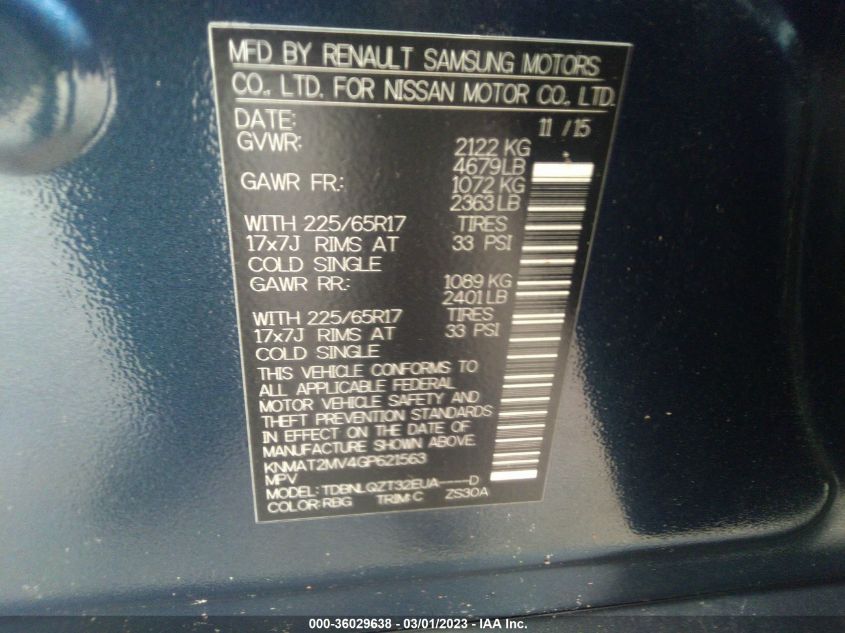 MFD BY RENAULT SAMSUNG MOTORS
CO., LTD. FOR NISSAN MOTOR CO., LTD.
DATE: 11 / 15
GVWR: 2122 KG
4679LB
GAWR FR.: 1072 KG
2363LB
WITH 225/65R17 TIRES
17x7J RIMS AT 33 PSI
COLD SINGLE
GAWR RR.: 1089 KG
2401LB
WITH 225/65R17 TIRES
17x7J RIMS AT 33 PSI
COLD SINGLE
THIS VEHICLE CONFORMS TO
ALL APPLICABLE FEDERAL
MOTOR VEHICLE SAFETY AND
THEFT PREVENTION STANDARDS
IN EFFECT ON THE DATE OF
MANUFACTURE SHOWN ABOVE.
KNMAT2MV4GP621563
MPV
MODEL: TDBNLQZT32EUA----D
COLOR: RBG TRIM: C ZS30A
000-36029638 - 03/01/2023 - IAA Inc.